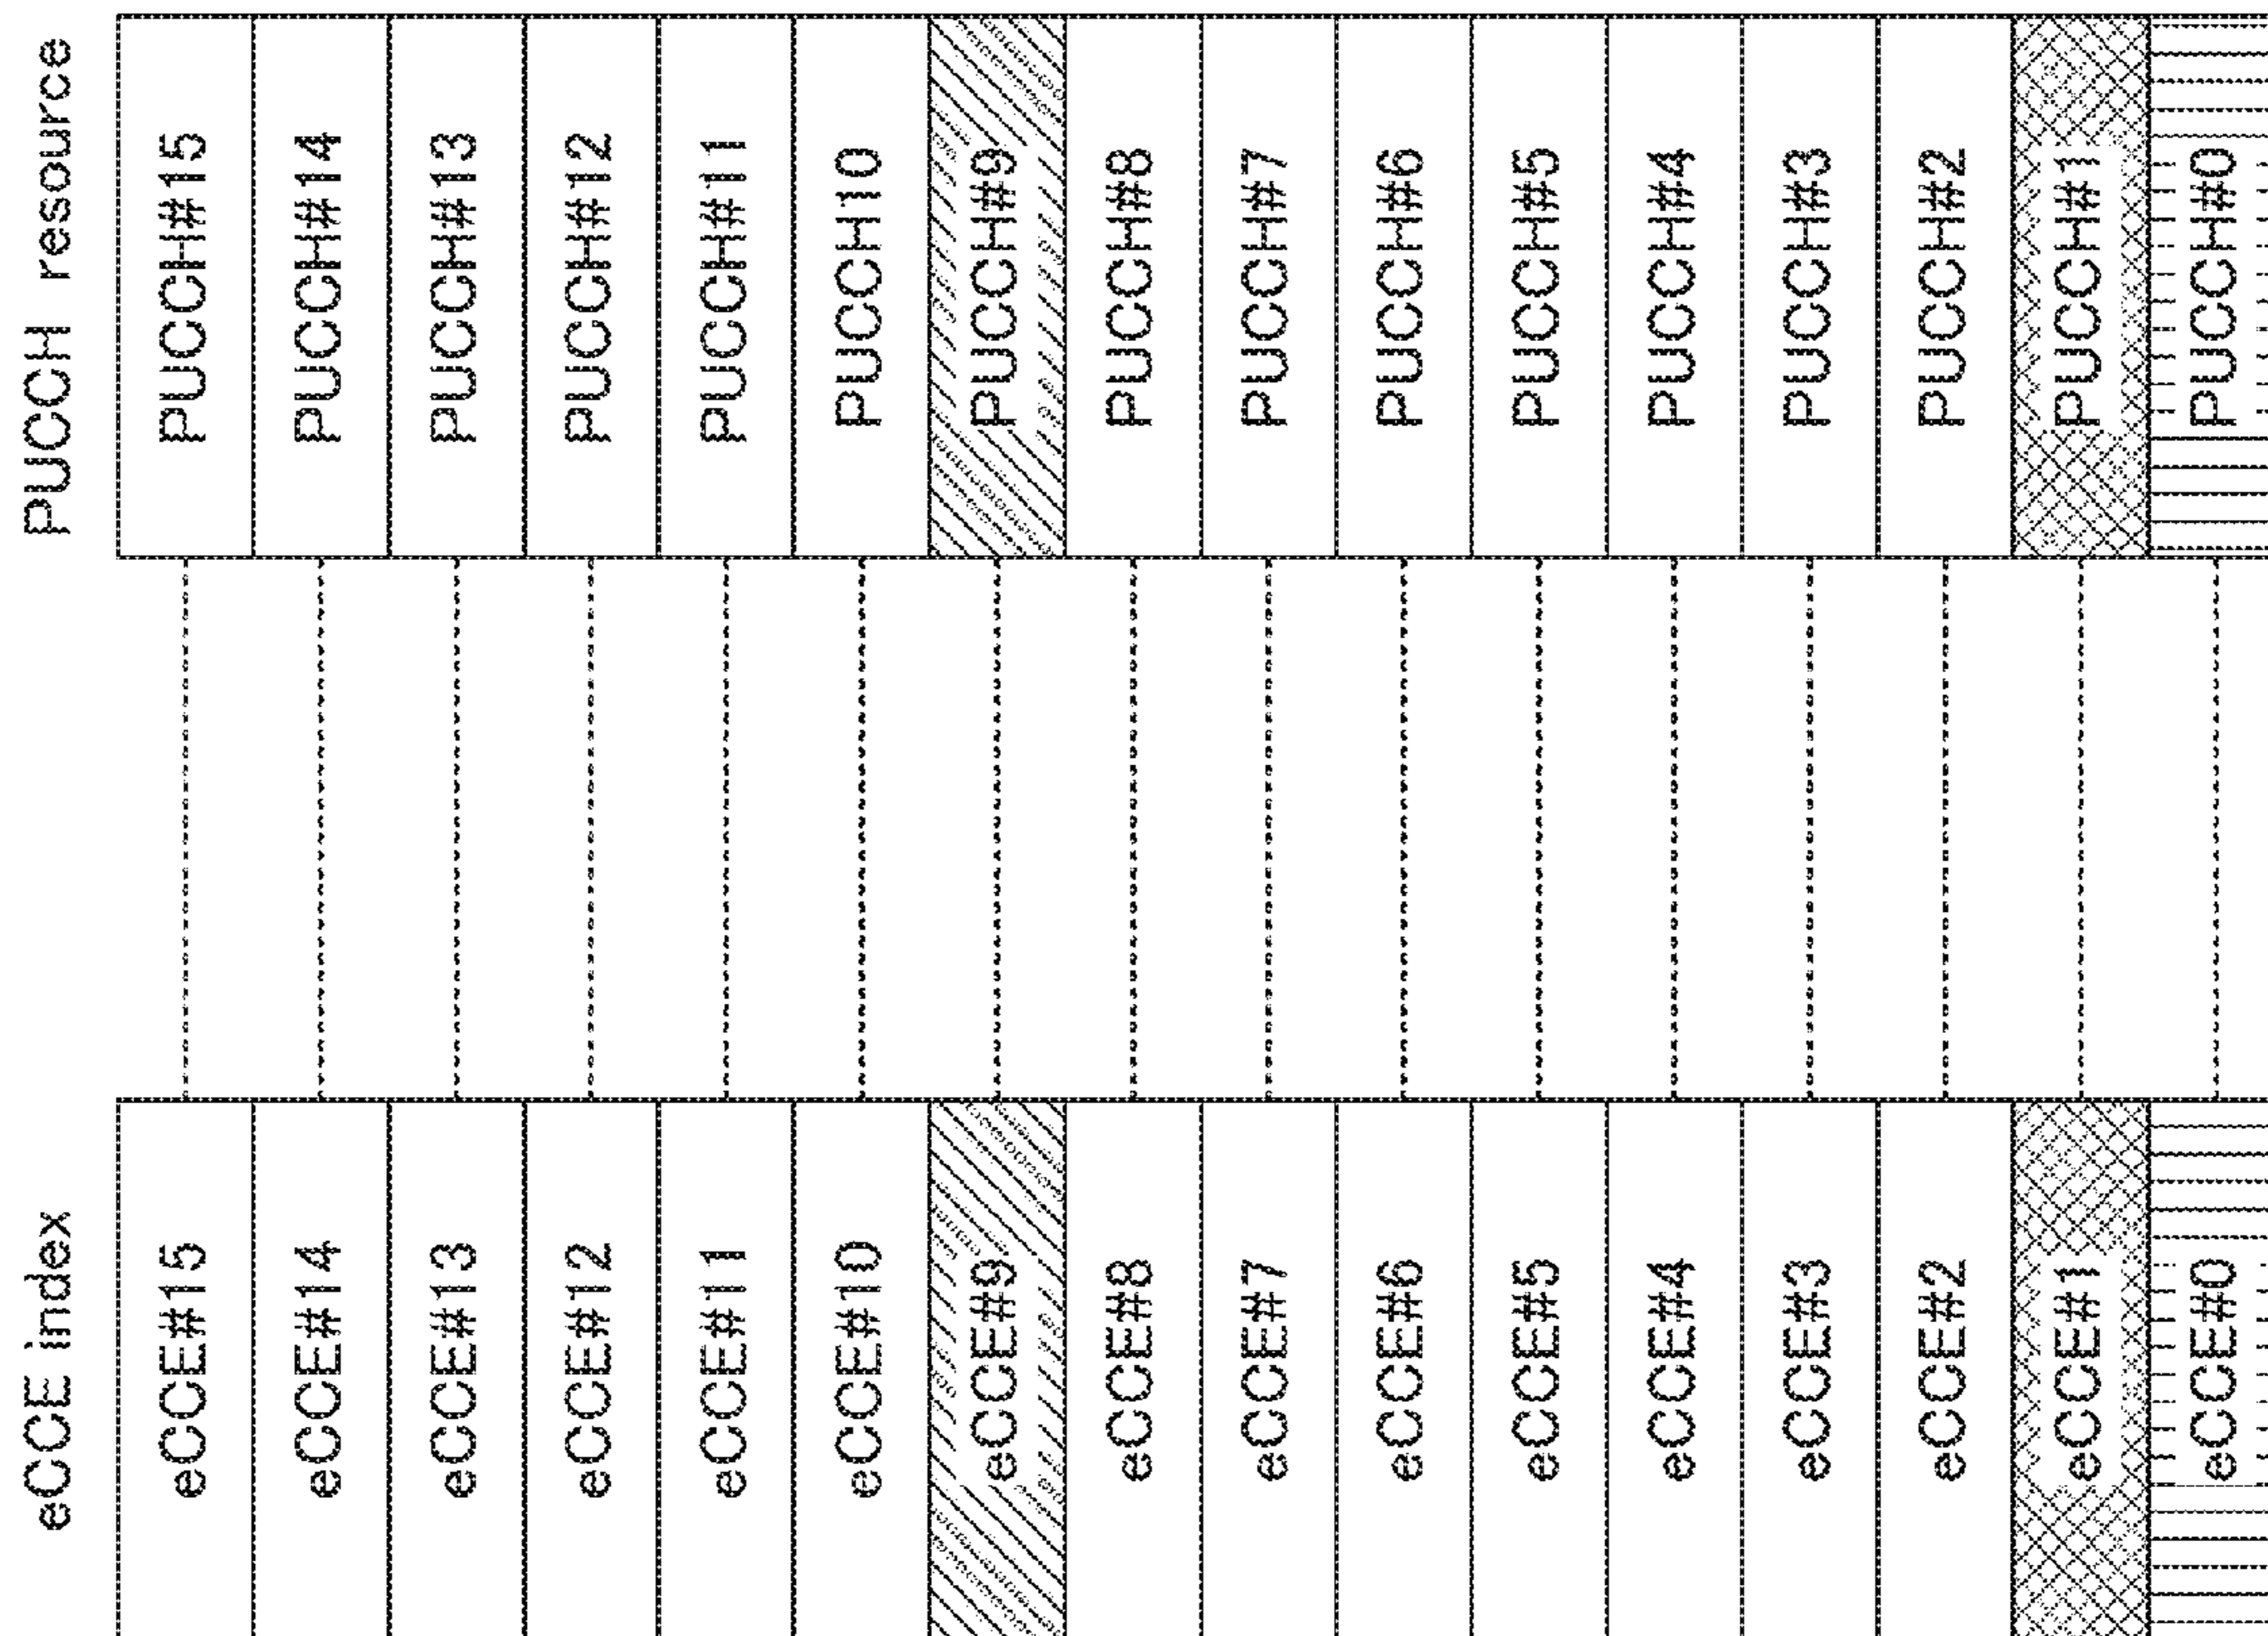 eCCE index
PUCCH resource
eCCE#15
PUCCH#15
eCCE#14
PUCCH#14
eCCE#13
PUCCH#13
eCCE#12
PUCCH#12
eCCE#11
PUCCH#11
eCCE#10
PUCCH10
eCCE#9
PUCCH#9
eCCE#8
PUCCH#8
eCCE#7
PUCCH#7
eCCE#6
PUCCH#6
eCCE#5
PUCCH#5
eCCE#4
PUCCH#4
eCCE#3
PUCCH#3
eCCE#2
PUCCH#2
eCCE#1
PUCCH#1
eCCE#0
PUCCH#0